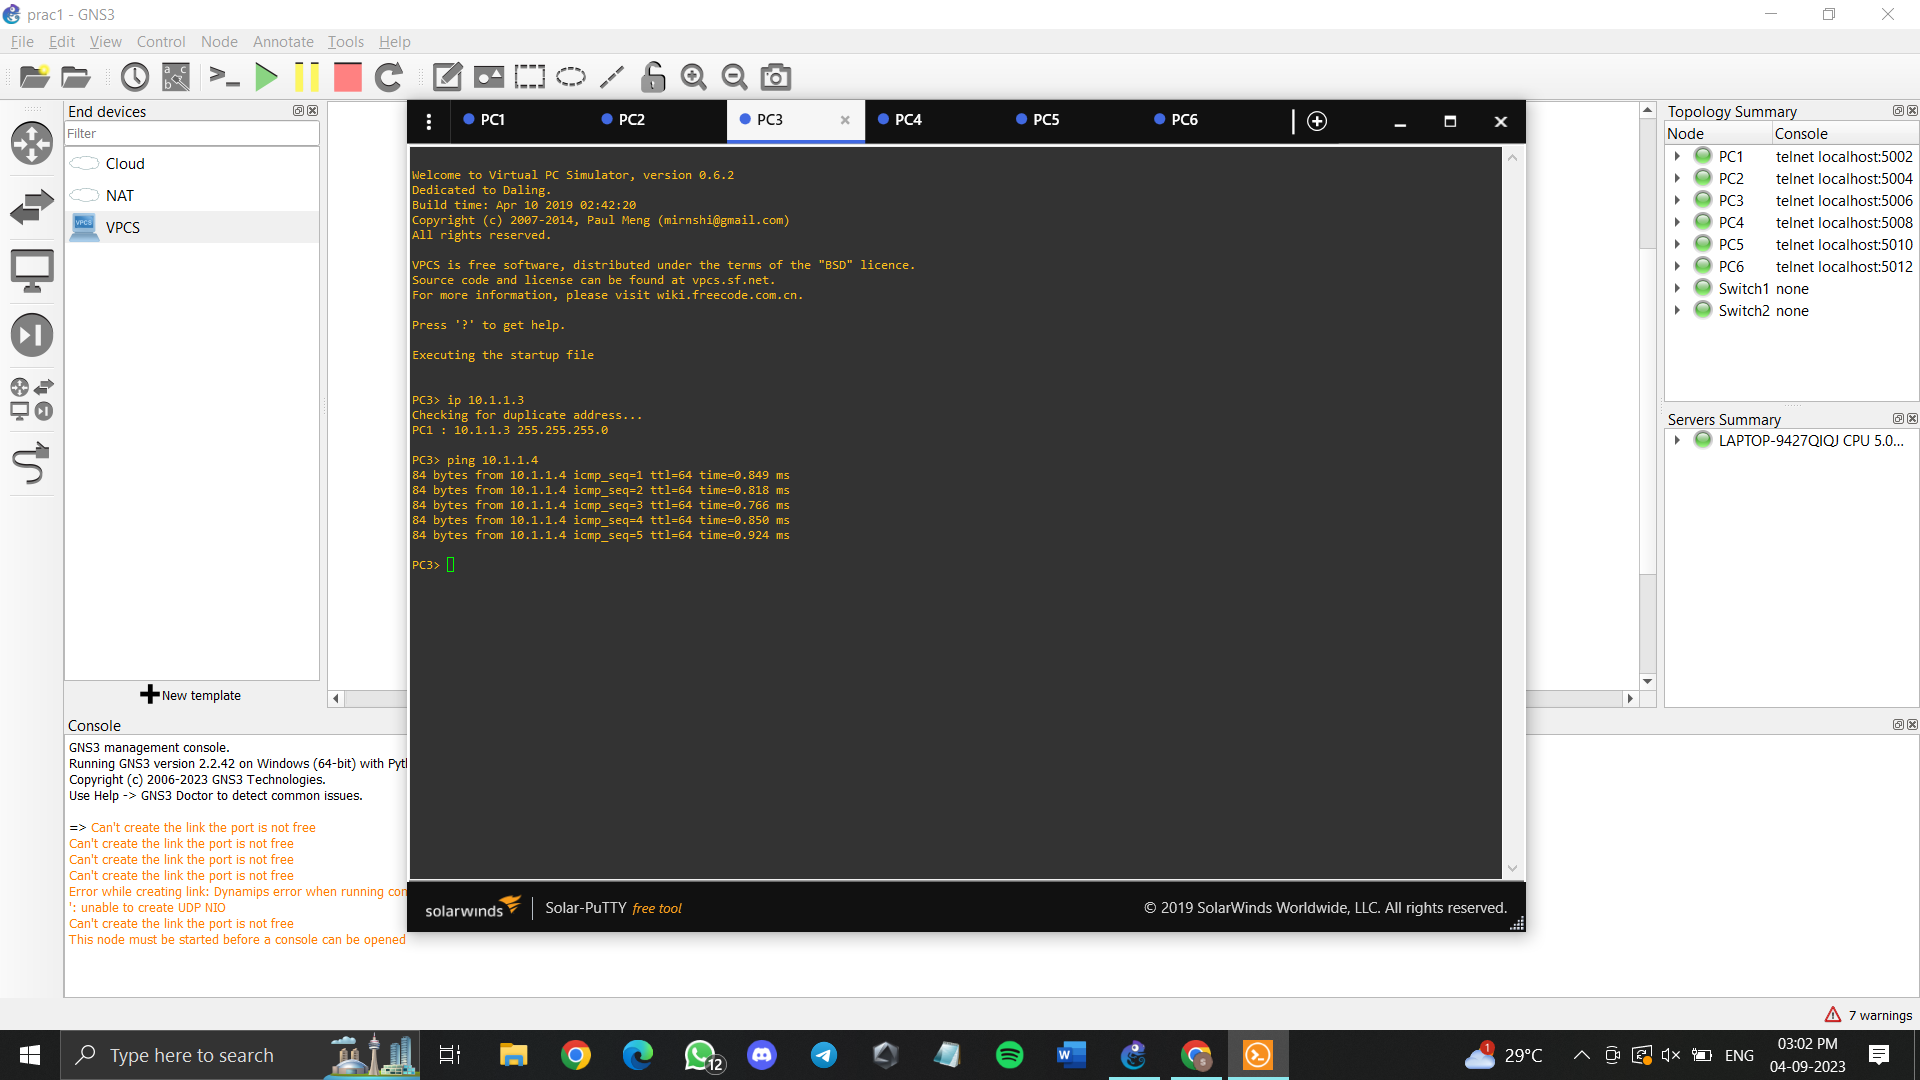 prac1 - GNS3
File Edit View Control Node Annotate Tools Help
End devices
Filter
Cloud
NAT
VPCS
VPCS
New template
PC1 PC2 PC3 PC4 PC5 PC6
Welcome to Virtual PC Simulator, version 0.6.2
Dedicated to Daling.
Build time: Apr 10 2019 02:42:20
Copyright (c) 2007-2014, Paul Meng (mirnshi@gmail.com)
All rights reserved.
VPCS is free software, distributed under the terms of the "BSD" licence.
Source code and license can be found at vpcs.sf.net.
For more information, please visit wiki.freecode.com.cn.
Press '?' to get help.
Executing the startup file
PC3> ip 10.1.1.3
Checking for duplicate address...
PC1 : 10.1.1.3 255.255.255.0
PC3> ping 10.1.1.4
84 bytes from 10.1.1.4 icmp_seq=1 ttl=64 time=0.849 ms
84 bytes from 10.1.1.4 icmp_seq=2 ttl=64 time=0.818 ms
84 bytes from 10.1.1.4 icmp_seq=3 ttl=64 time=0.766 ms
84 bytes from 10.1.1.4 icmp_seq=4 ttl=64 time=0.850 ms
84 bytes from 10.1.1.4 icmp_seq=5 ttl=64 time=0.924 ms
PC3>
solarwinds Solar-PuTTY free tool © 2019 SolarWinds Worldwide, LLC. All rights reserved.
Topology Summary
Node Console
PC1 telnet localhost:5002
PC2 telnet localhost:5004
PC3 telnet localhost:5006
PC4 telnet localhost:5008
PC5 telnet localhost:5010
PC6 telnet localhost:5012
Switch1 none
Switch2 none
Servers Summary
LAPTOP-9427QIQJ CPU 5.0...
Console
GNS3 management console.
Running GNS3 version 2.2.42 on Windows (64-bit) with Pyt
Copyright (c) 2006-2023 GNS3 Technologies.
Use Help -> GNS3 Doctor to detect common issues.
=> Can't create the link the port is not free
Can't create the link the port is not free
Can't create the link the port is not free
Can't create the link the port is not free
Error while creating link: Dynamips error when running con
': unable to create UDP NIO
Can't create the link the port is not free
This node must be started before a console can be opened
7 warnings
Type here to search
12
1
29°C
ENG
03:02 PM
04-09-2023